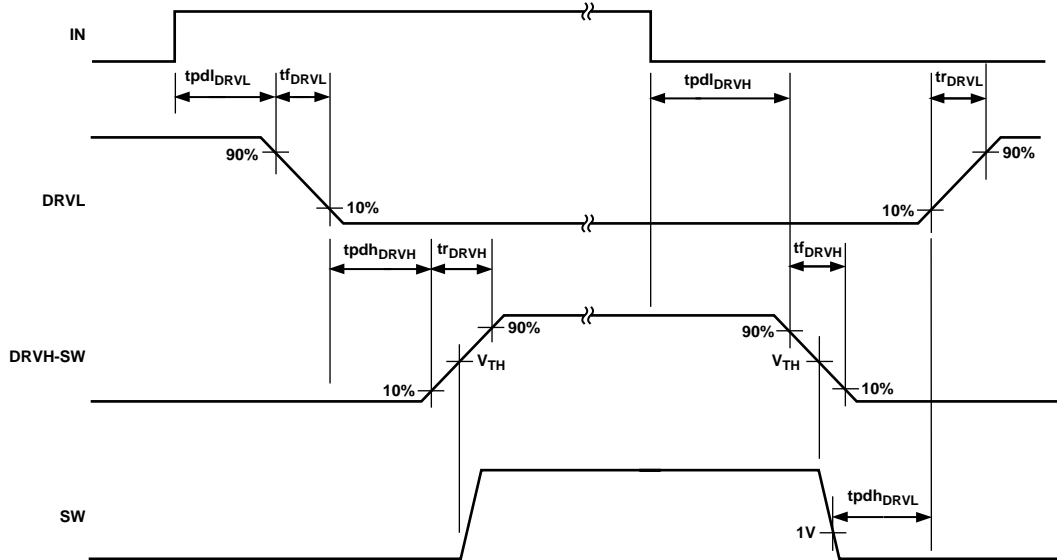 IN
tpdlDRVL
tfDRVL
tpdlDRVH
trDRVL
90%
90%
DRVL
10%
10%
tpdhDRVH
trDRVH
tfDRVH
90%
90%
DRVH-SW
VTH
VTH
10%
10%
tpdhDRVL
SW
1V